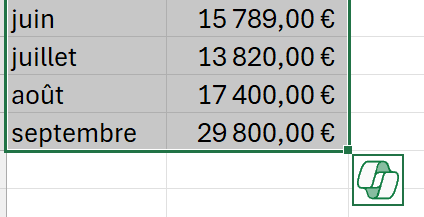 juin 15 789,00 €
juillet 13 820,00 €
août 17 400,00 €
septembre 29 800,00 €